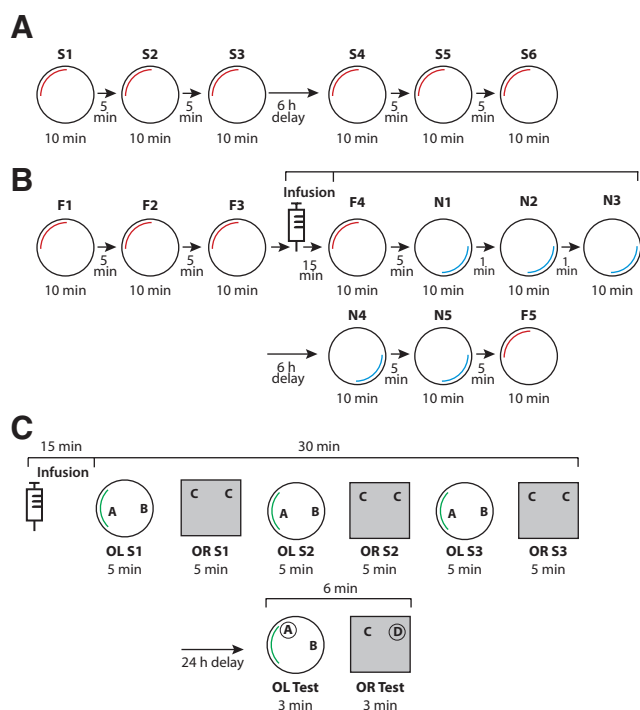 A
S1 S2 S3 S4 S5 S6
5 min 5 min 6 h delay 5 min 5 min
10 min 10 min 10 min 10 min 10 min 10 min
B
Infusion
F1 F2 F3 F4 N1 N2 N3
5 min 5 min 15 min 5 min 1 min 1 min
10 min 10 min 10 min 10 min 10 min 10 min 10 min
N4 N5 F5
6 h delay 5 min 5 min
10 min 10 min 10 min
C
15 min 30 min
Infusion
A B C C A B C C A B C C
OL S1 OR S1 OL S2 OR S2 OL S3 OR S3
5 min 5 min 5 min 5 min 5 min 5 min
6 min
A B C D
24 h delay
OL Test OR Test
3 min 3 min